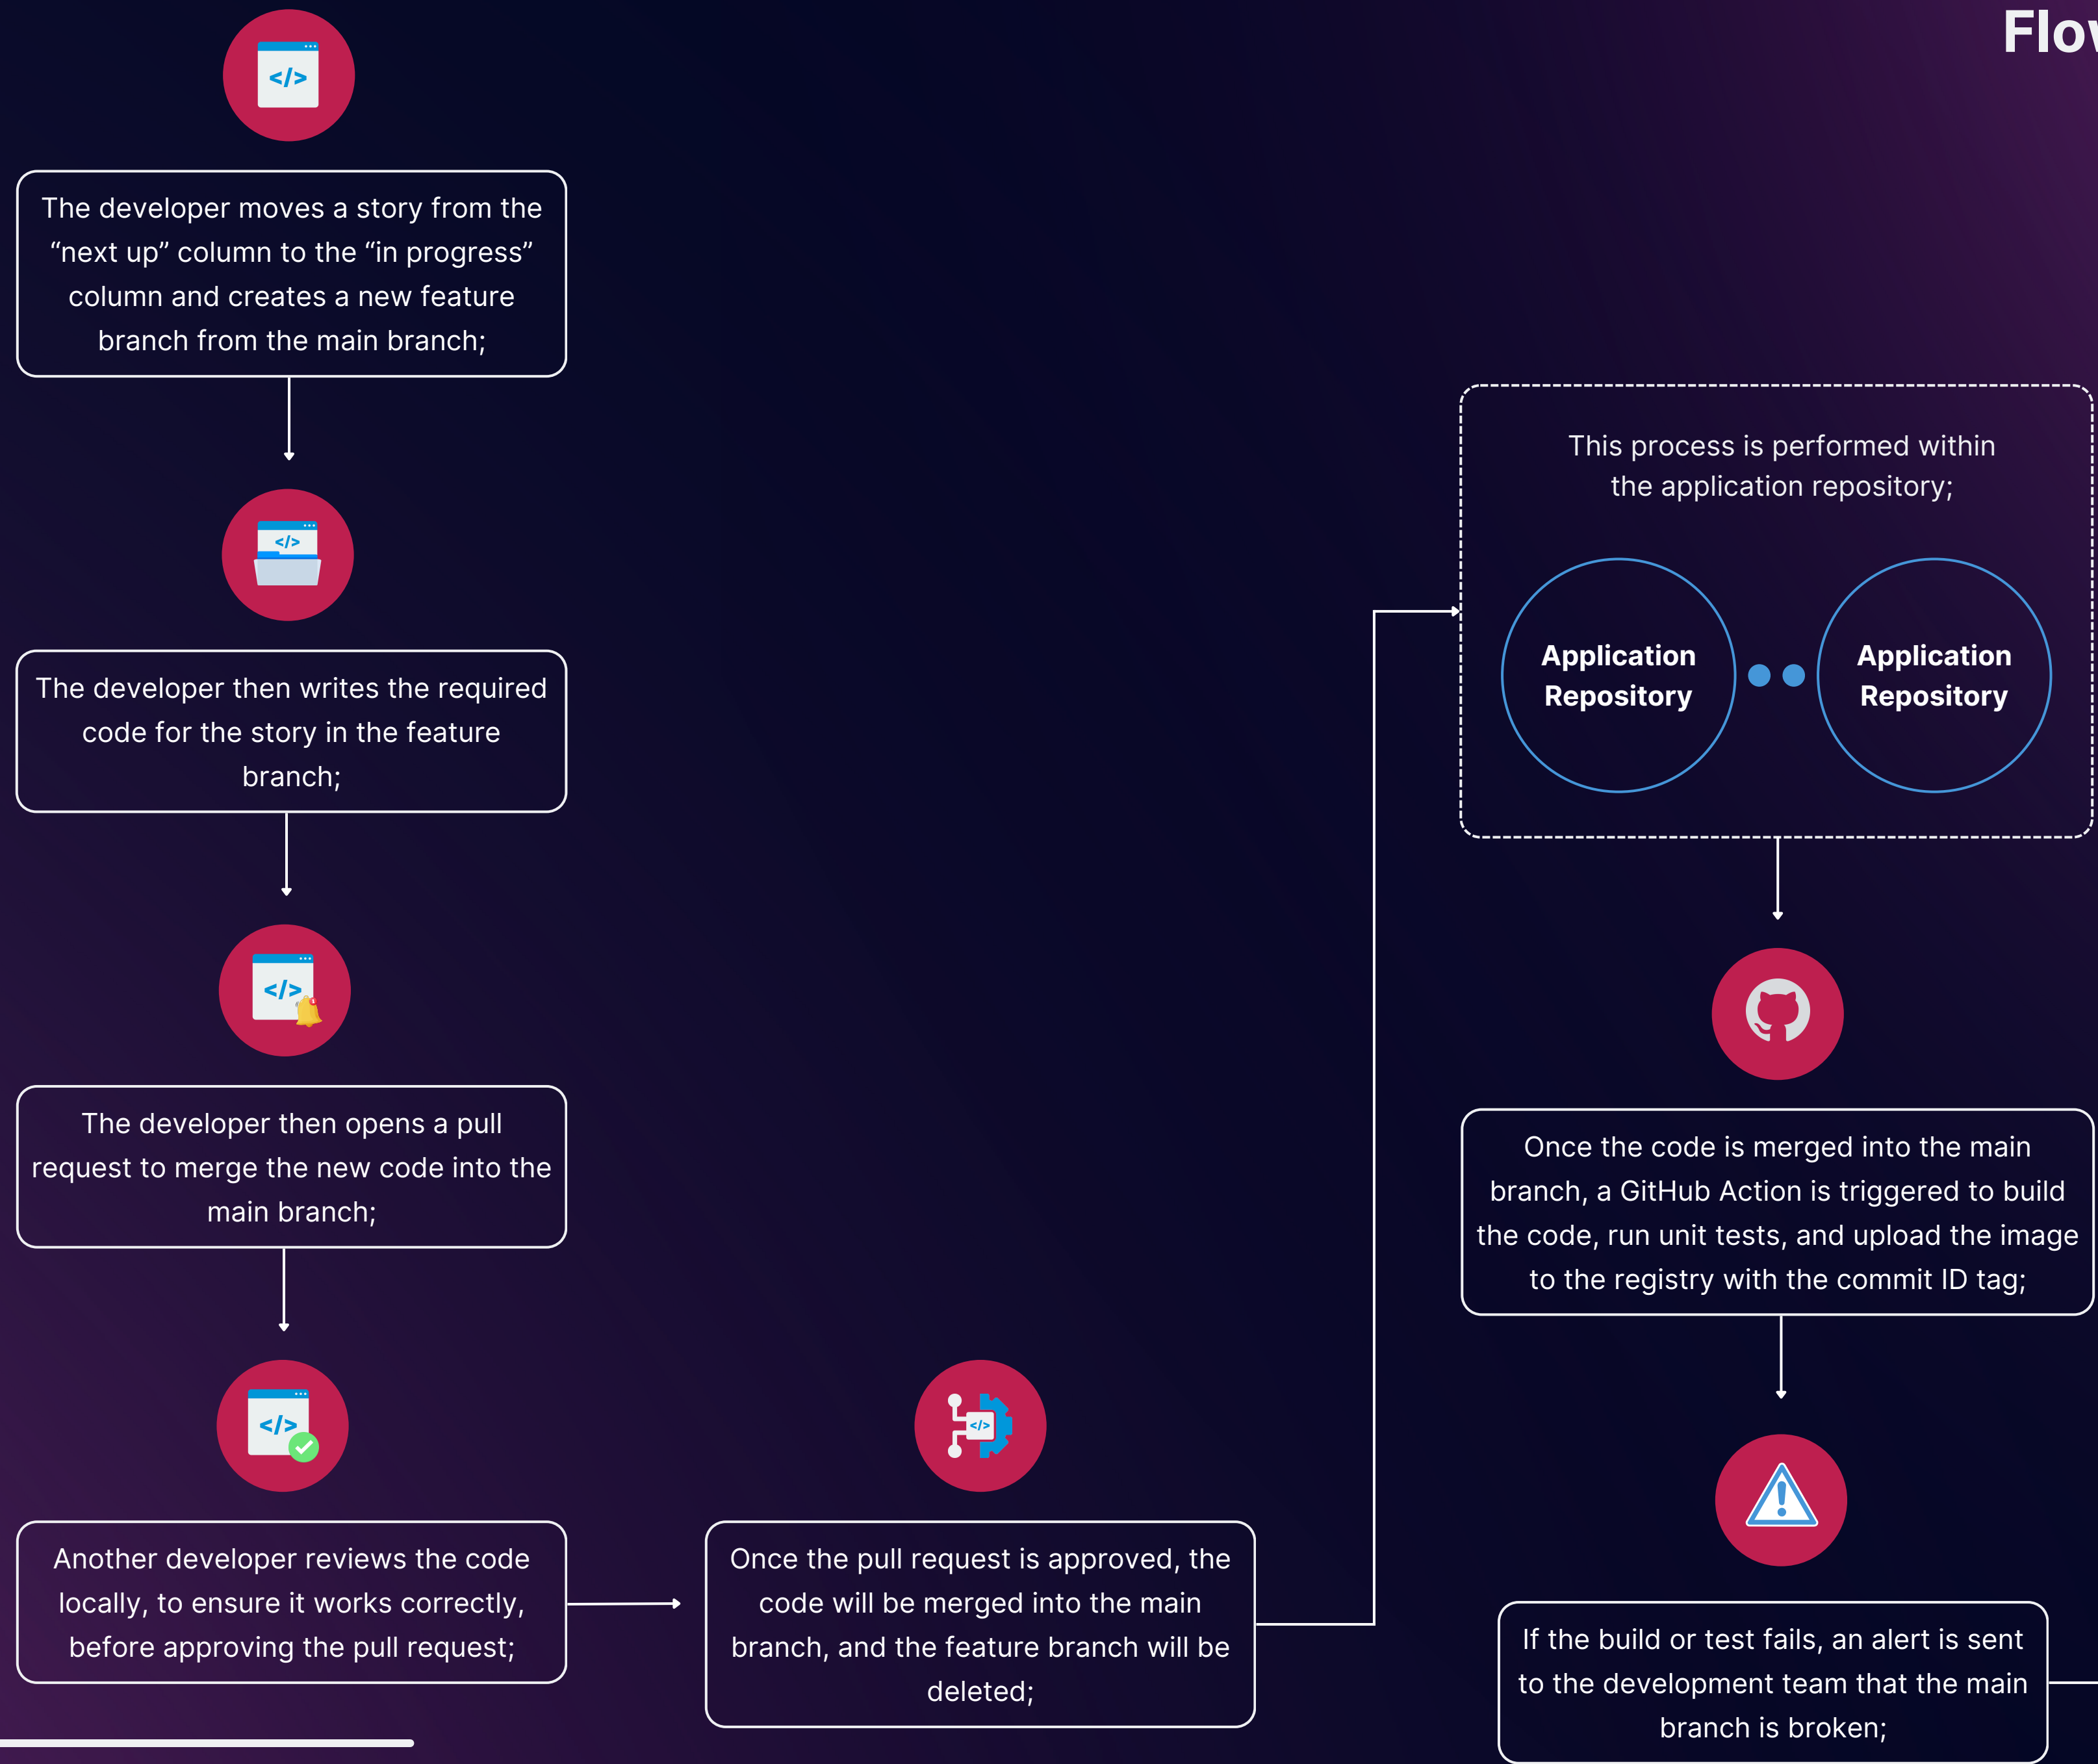 Flow
The developer moves a story from the
“next up” column to the “in progress”
column and creates a new feature
branch from the main branch;
The developer then writes the required
code for the story in the feature
branch;
The developer then opens a pull
request to merge the new code into the
main branch;
Another developer reviews the code
locally, to ensure it works correctly,
before approving the pull request;
Once the pull request is approved, the
code will be merged into the main
branch, and the feature branch will be
deleted;
This process is performed within
the application repository;
Application
Repository
Application
Repository
Once the code is merged into the main
branch, a GitHub Action is triggered to build
the code, run unit tests, and upload the image
to the registry with the commit ID tag;
If the build or test fails, an alert is sent
to the development team that the main
branch is broken;